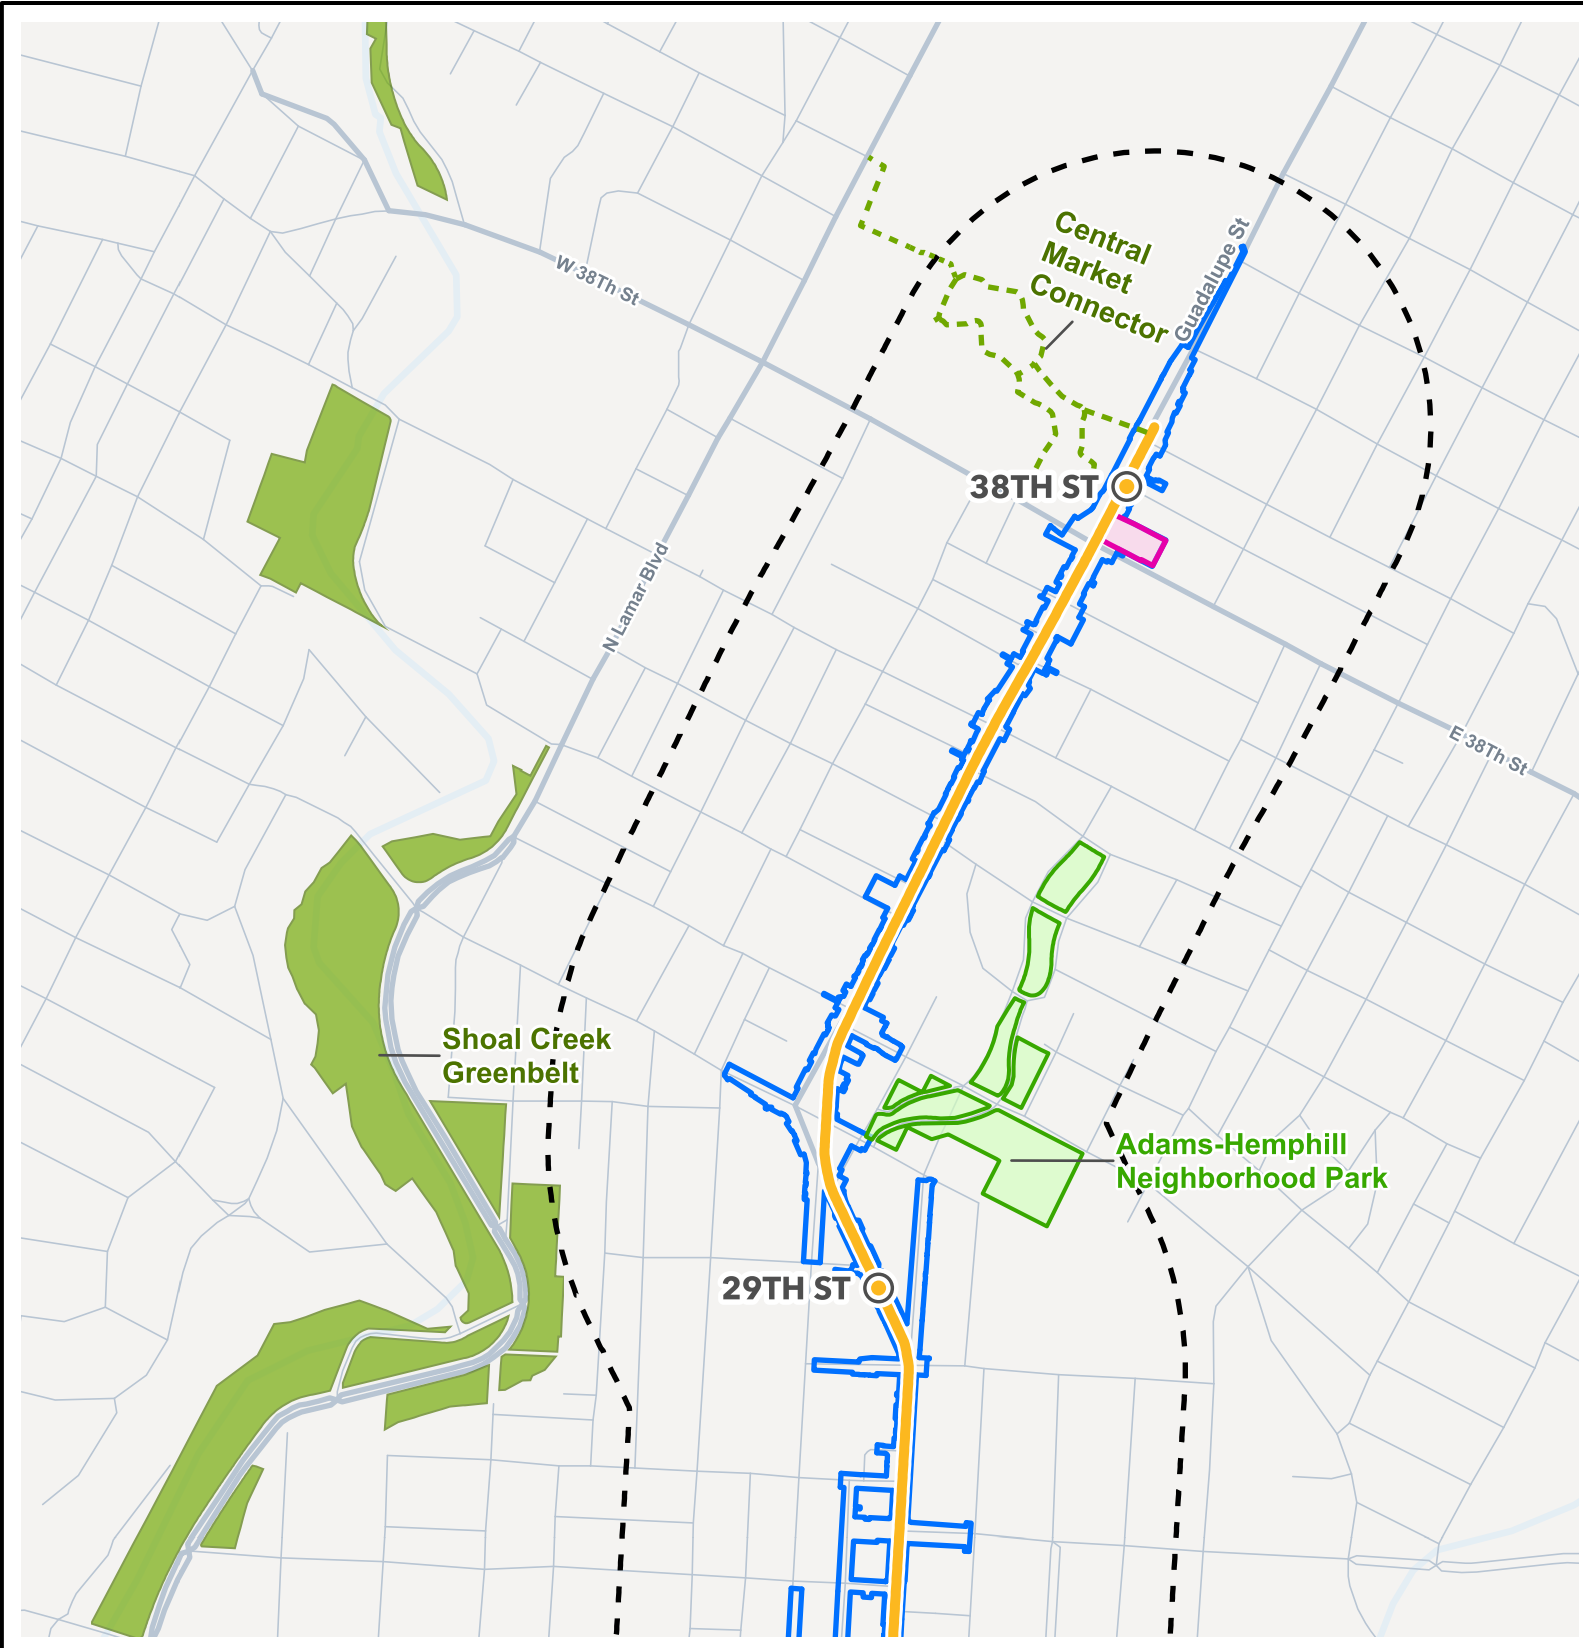 Central
Market
Connector
Guadalupe St
W 38Th St
38TH ST
N Lamar Blvd
E 38Th St
Shoal Creek
Greenbelt
Adams-Hemphill
Neighborhood Park
29TH ST